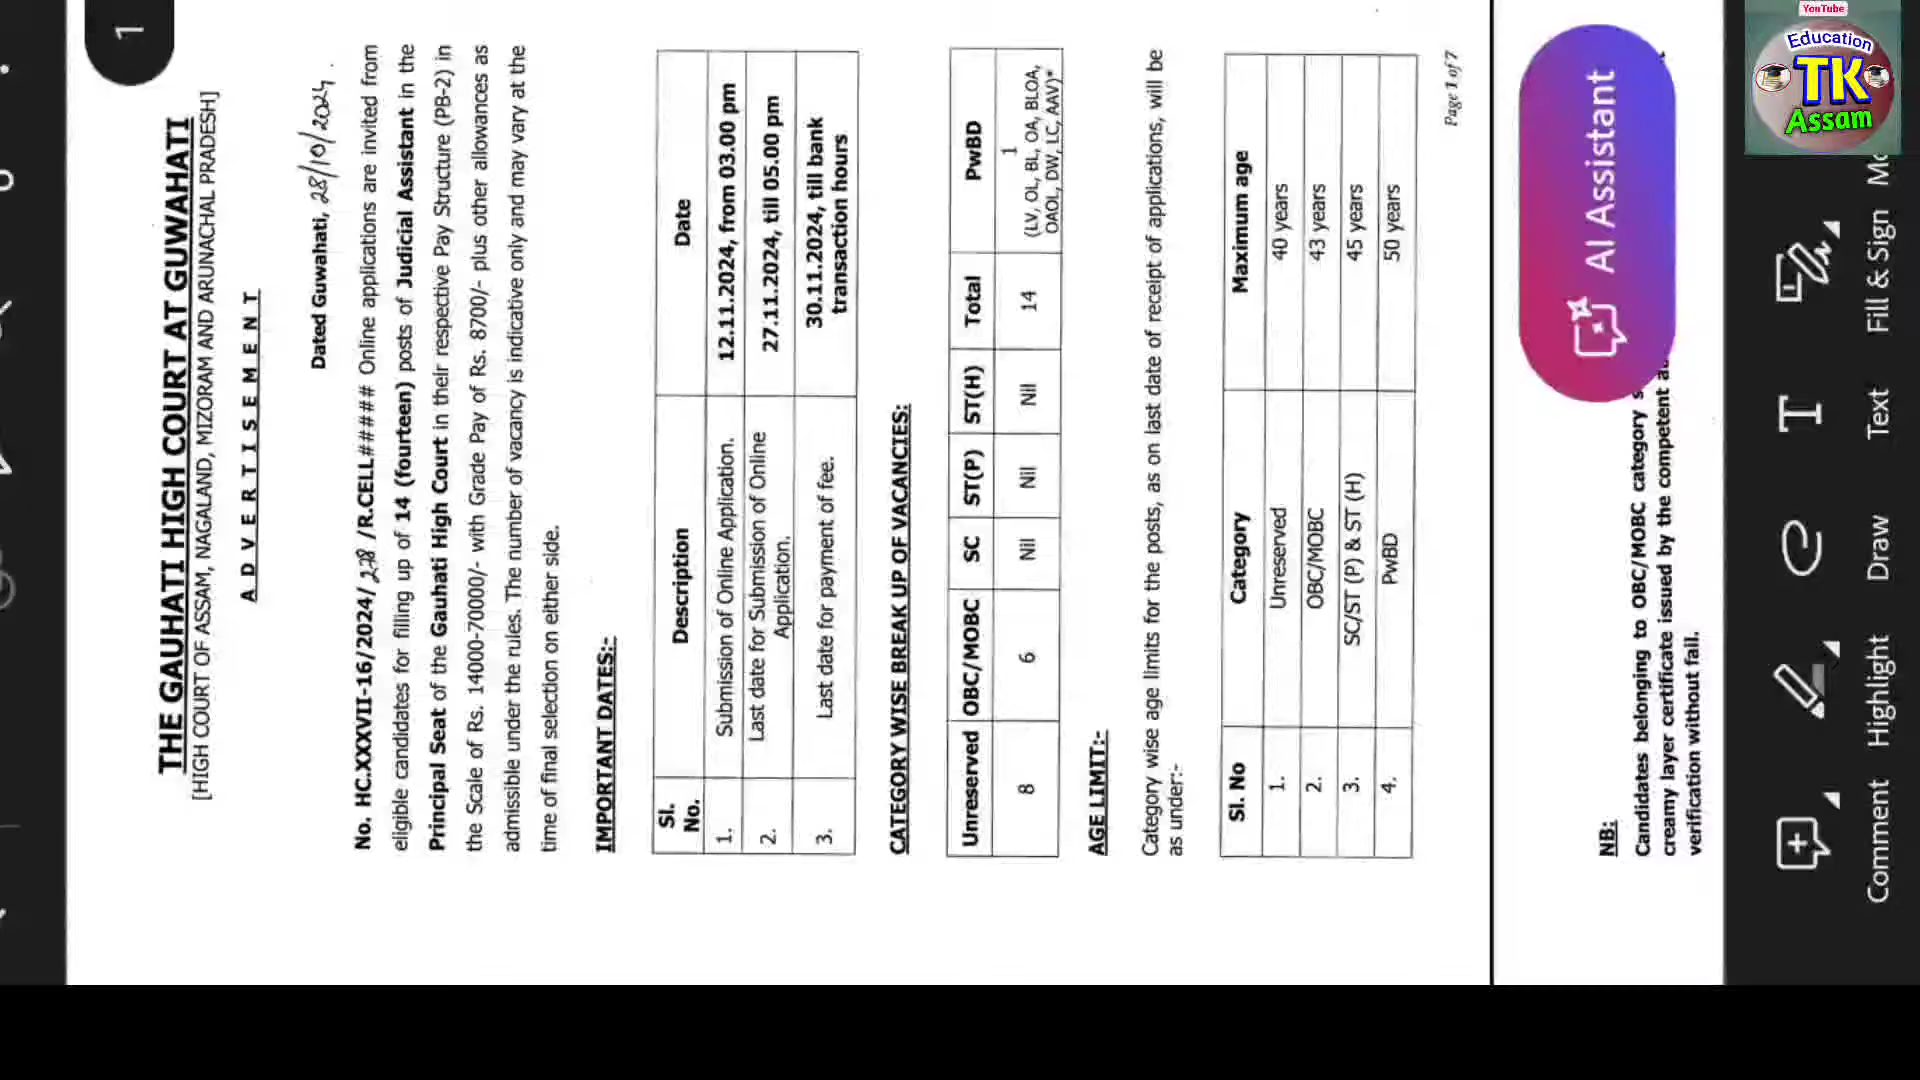 1
THE GAUHATI HIGH COURT AT GUWAHATI
[HIGH COURT OF ASSAM, NAGALAND, MIZORAM AND ARUNACHAL PRADESH]
ADVERTISEMENT
Dated Guwahati, 28/10/2024.
No. HC.XXXVII-16/2024/ 278 /R.CELL##### Online applications are invited from
eligible candidates for filling up of 14 (fourteen) posts of Judicial Assistant in the
Principal Seat of the Gauhati High Court in their respective Pay Structure (PB-2) in
the Scale of Rs. 14000-70000/- with Grade Pay of Rs. 8700/- plus other allowances as
admissible under the rules. The number of vacancy is indicative only and may vary at the
time of final selection on either side.
IMPORTANT DATES:-
Sl. No. Description Date
1. Submission of Online Application. 12.11.2024, from 03.00 pm
2. Last date for Submission of Online 27.11.2024, till 05.00 pm
Application.
3. Last date for payment of fee. 30.11.2024, till bank
transaction hours
CATEGORY WISE BREAK UP OF VACANCIES:
Unreserved OBC/MOBC SC ST(P) ST(H) Total PwBD
8 6 Nil Nil Nil 14 1
(LV, OL, BL, OA, BLOA,
OAOL, DW, LC, AAV)*
AGE LIMIT:-
Category wise age limits for the posts, as on last date of receipt of applications, will be
as under:-
Sl. No Category Maximum age
1. Unreserved 40 years
2. OBC/MOBC 43 years
3. SC/ST (P) & ST (H) 45 years
4. PwBD 50 years
Page 1 of 7
NB:
Candidates belonging to OBC/MOBC category
creamy layer certificate issued by the competent
verification without fail.
AI Assistant
Comment Highlight Draw Text Fill & Sign
YouTube
Education
TK
Assam